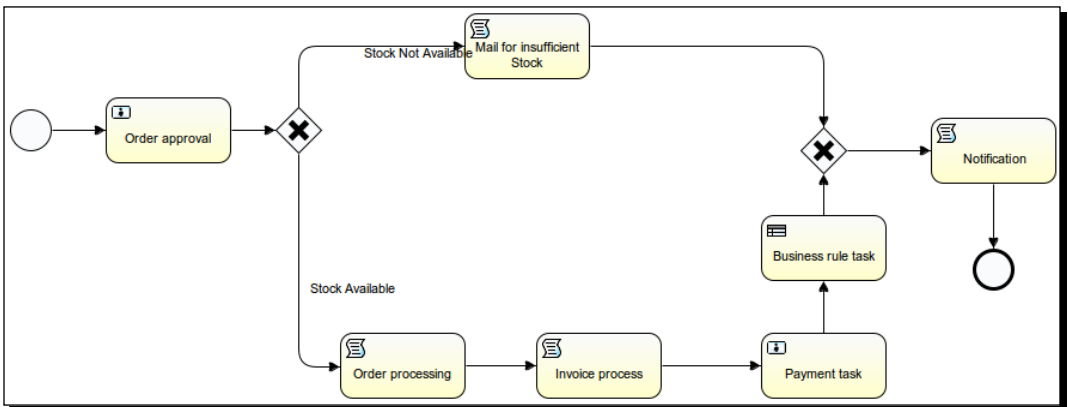 Stock Not Available
Mail for insufficient
Stock
Order approval
Notification
Business rule task
Stock Available
Order processing
Invoice process
Payment task